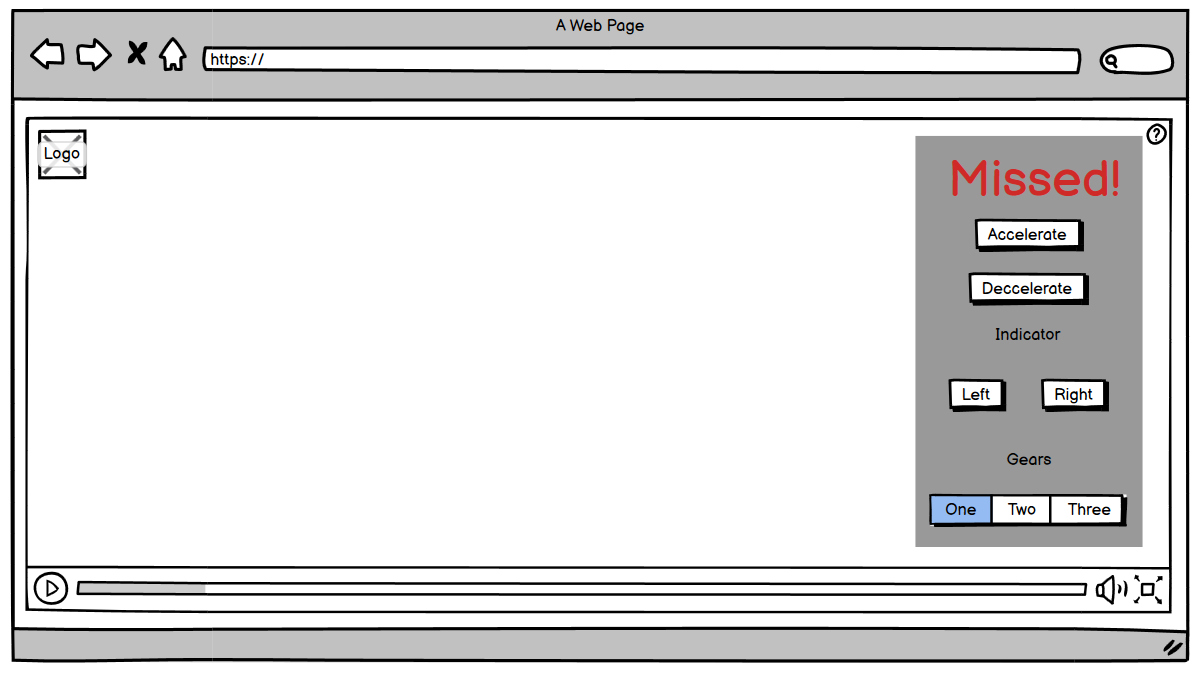 A Web Page
https://
Logo
?
Missed!
Accelerate
Deccelerate
Indicator
Left Right
Gears
One Two Three